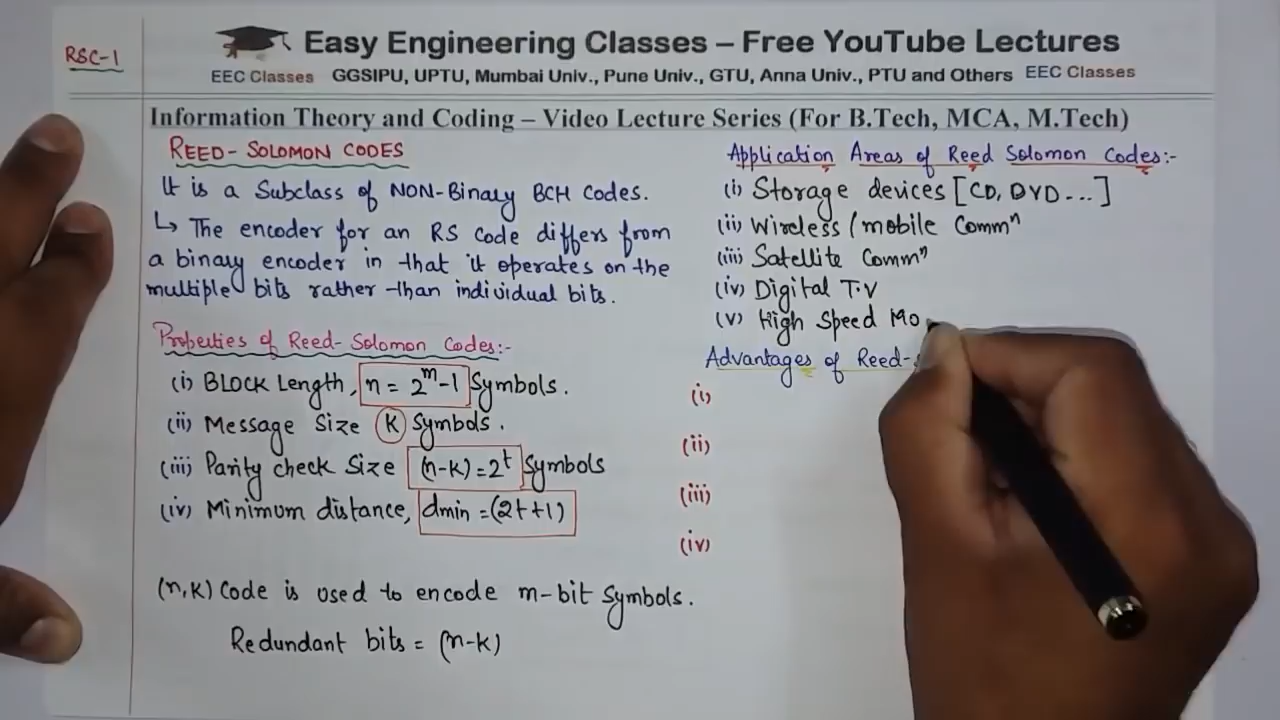 RSC-1
Easy Engineering Classes – Free YouTube Lectures
EEC Classes GGSIPU, UPTU, Mumbai Univ., Pune Univ., GTU, Anna Univ., PTU and Others EEC Classes
Information Theory and Coding – Video Lecture Series (For B.Tech, MCA, M.Tech)
REED-SOLOMON CODES
It is a Subclass of NON-Binary BCH Codes.
↳ The encoder for an RS Code differs from
a binary encoder in that it operates on the
multiple bits rather than individual bits.
Properties of Reed-Solomon Codes:-
(i) BLOCK Length, n = 2^m-1 Symbols.
(ii) Message Size K Symbols.
(iii) Parity check Size (n-k)=2^t Symbols
(iv) Minimum distance, dmin=(2t+1)
(n,k) Code is used to encode m-bit Symbols.
Redundant bits = (n-k)
Application Areas of Reed Solomon Codes:-
(i) Storage devices [CD, DVD...]
(ii) Wireless/mobile Commⁿ
(iii) Satellite Commⁿ
(iv) Digital T.V
(v) High Speed Mo
Advantages of Reed-
(i)
(ii)
(iii)
(iv)